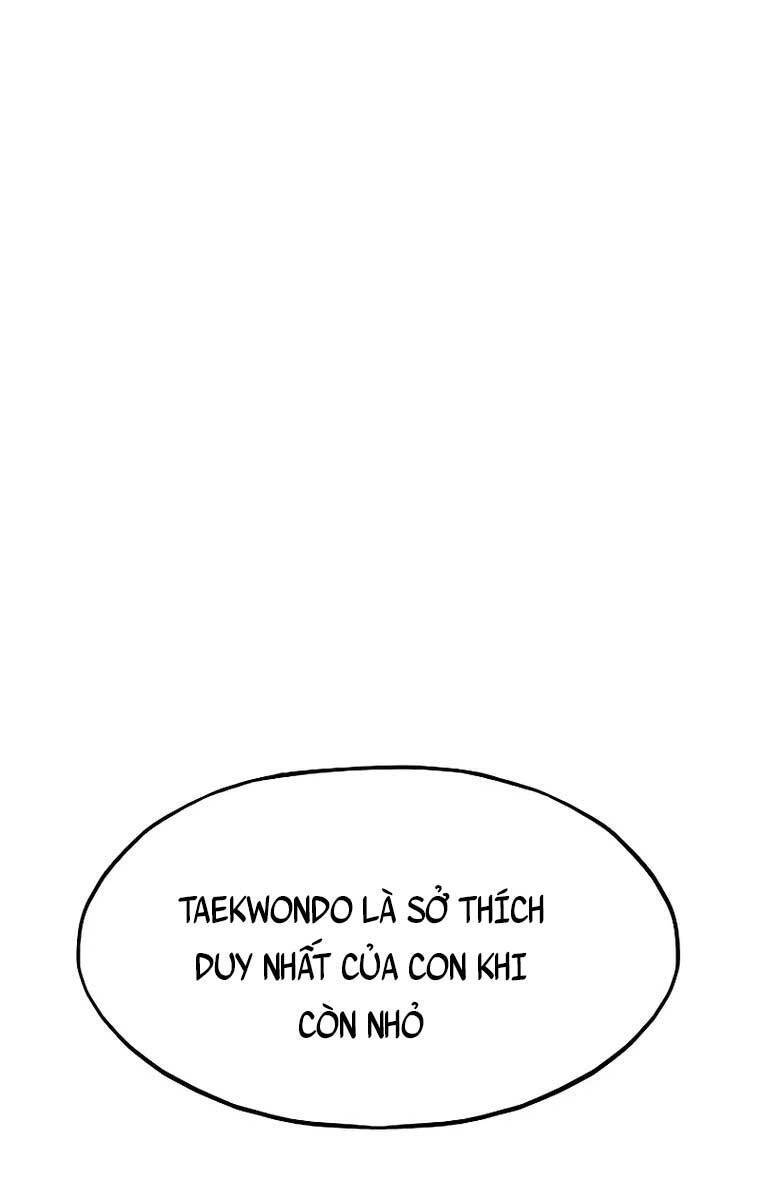 TAEKWONDO LÀ SỞ THÍCH
DUY NHẤT CỦA CON KHI
CÒN NHỎ